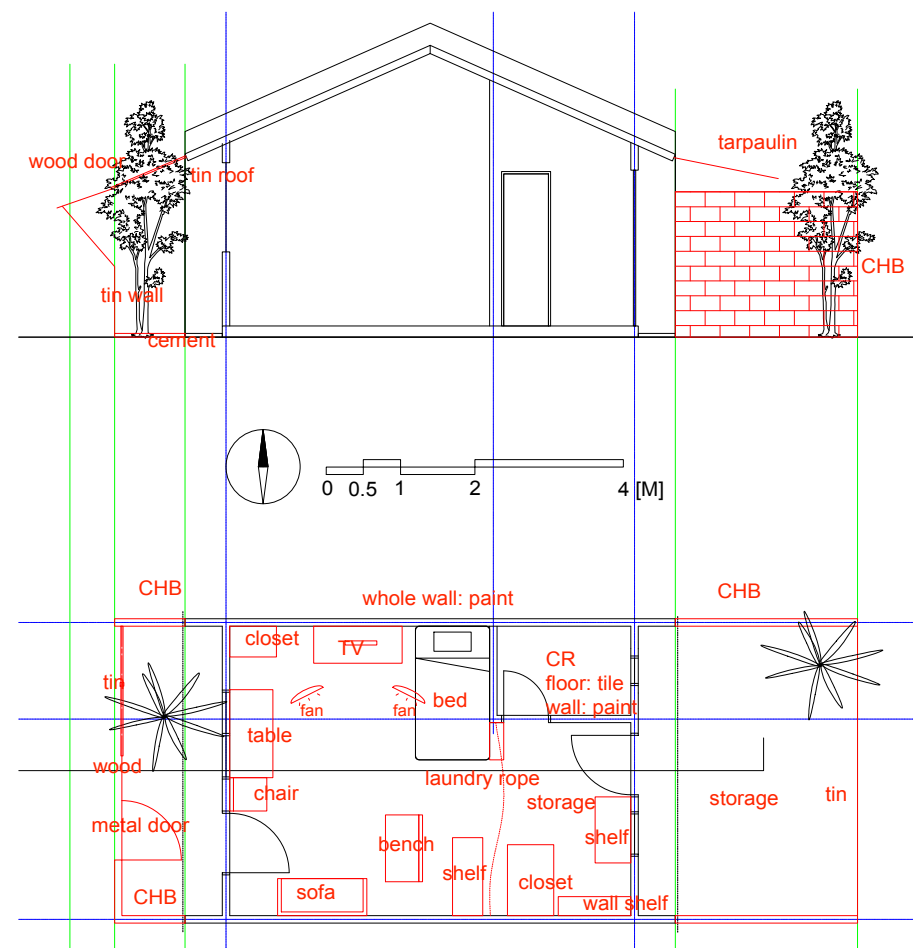 tarpaulin
wood door
tin roof
CHB
tin wall
cement
0 0.5 1 2 4 [M]
CHB
CHB
whole wall: paint
closet
TV
CR
floor: tile
wall: paint
tin
fan
fan
bed
table
wood
laundry rope
chair
storage
storage
tin
metal door
shelf
bench
shelf
closet
sofa
CHB
wall shelf